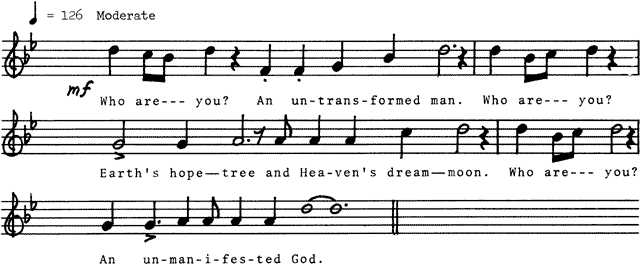 = 126 Moderate
mf
Who are--- you? An un-trans-formed man. Who are--- you?
Earth's hope—tree and Hea-ven's dream—moon. Who are--- you?
An un-man-i-fes-ted God.